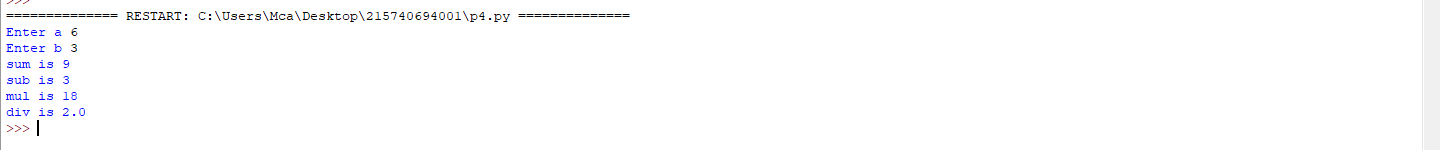 >>>
============== RESTART: C:\Users\Mca\Desktop\215740694001\p4.py ==============
Enter a 6
Enter b 3
sum is 9
sub is 3
mul is 18
div is 2.0
>>>